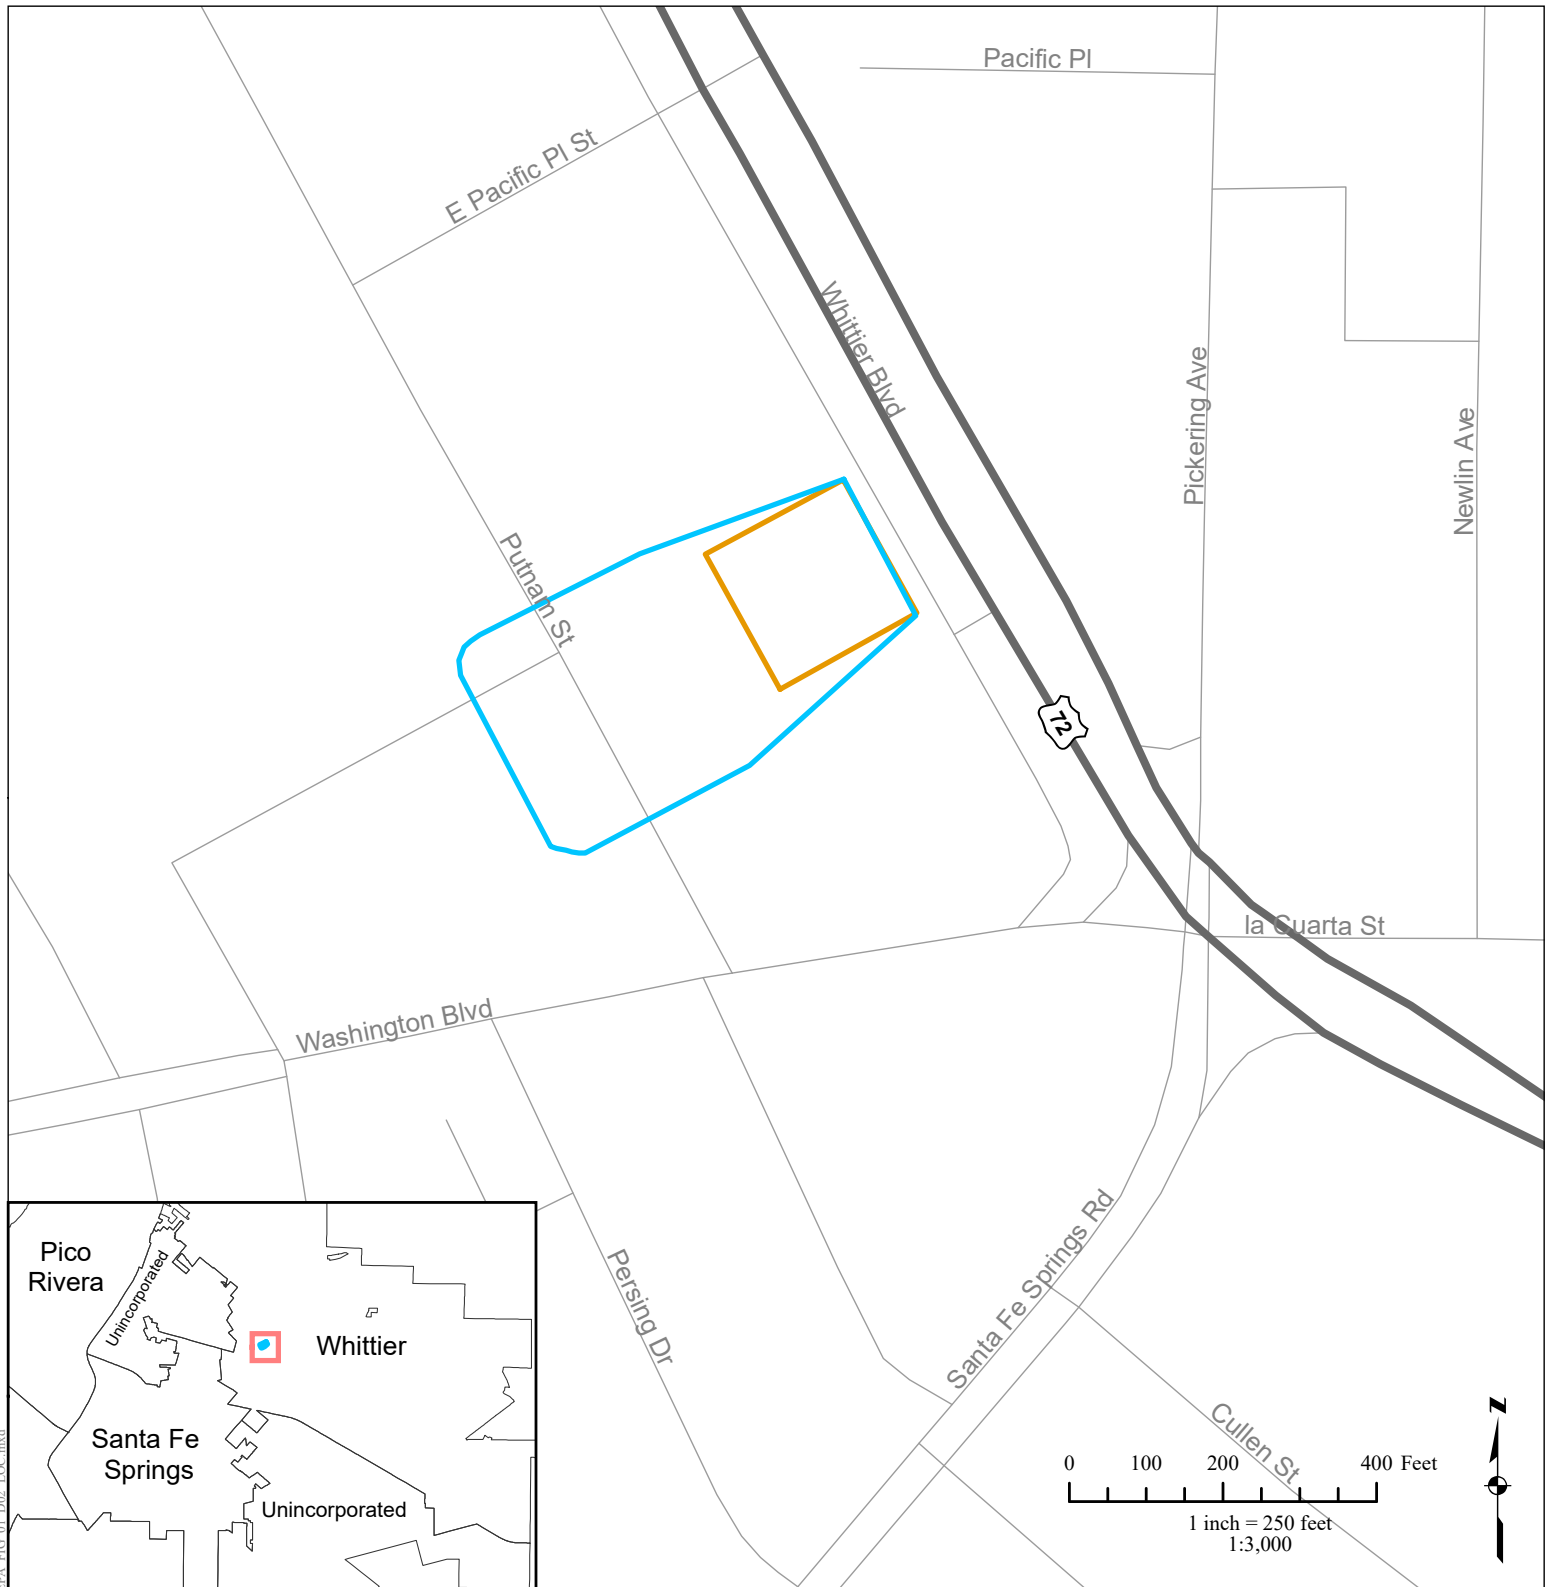 Pacific Pl
E Pacific Pl St
Whittier Blvd
Pickering Ave
Newlin Ave
Putnam St
72
la Cuarta St
Washington Blvd
Persing Dr
Santa Fe Springs Rd
Cullen St
Pico
Rivera
Unincorporated
Whittier
Santa Fe
Springs
Unincorporated
0 100 200 400 Feet
1 inch = 250 feet
1:3,000
N